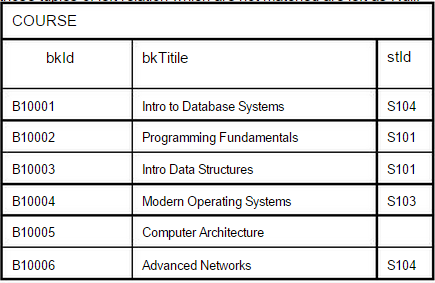 COURSE
bkId bkTitile stId
B10001 Intro to Database Systems S104
B10002 Programming Fundamentals S101
B10003 Intro Data Structures S101
B10004 Modern Operating Systems S103
B10005 Computer Architecture
B10006 Advanced Networks S104